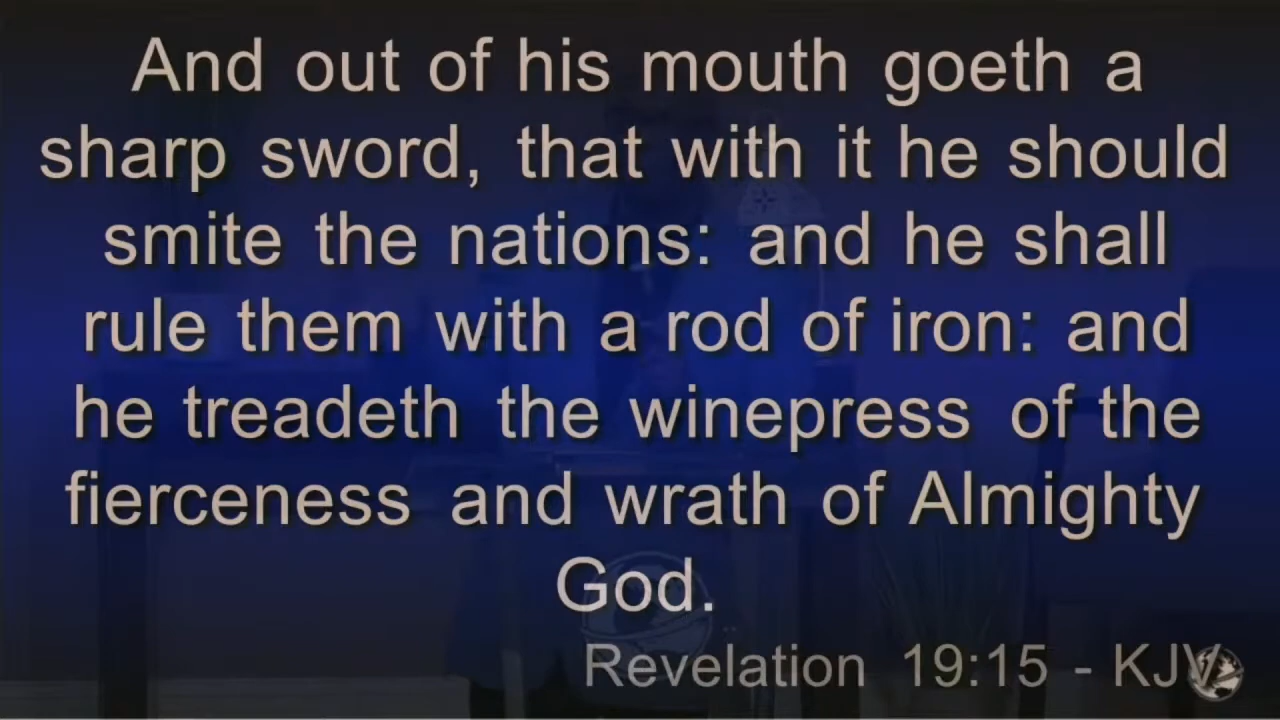 And out of his mouth goeth a
sharp sword, that with it he should
smite the nations: and he shall
rule them with a rod of iron: and
he treadeth the winepress of the
fierceness and wrath of Almighty
God.
Revelation 19:15 - KJV